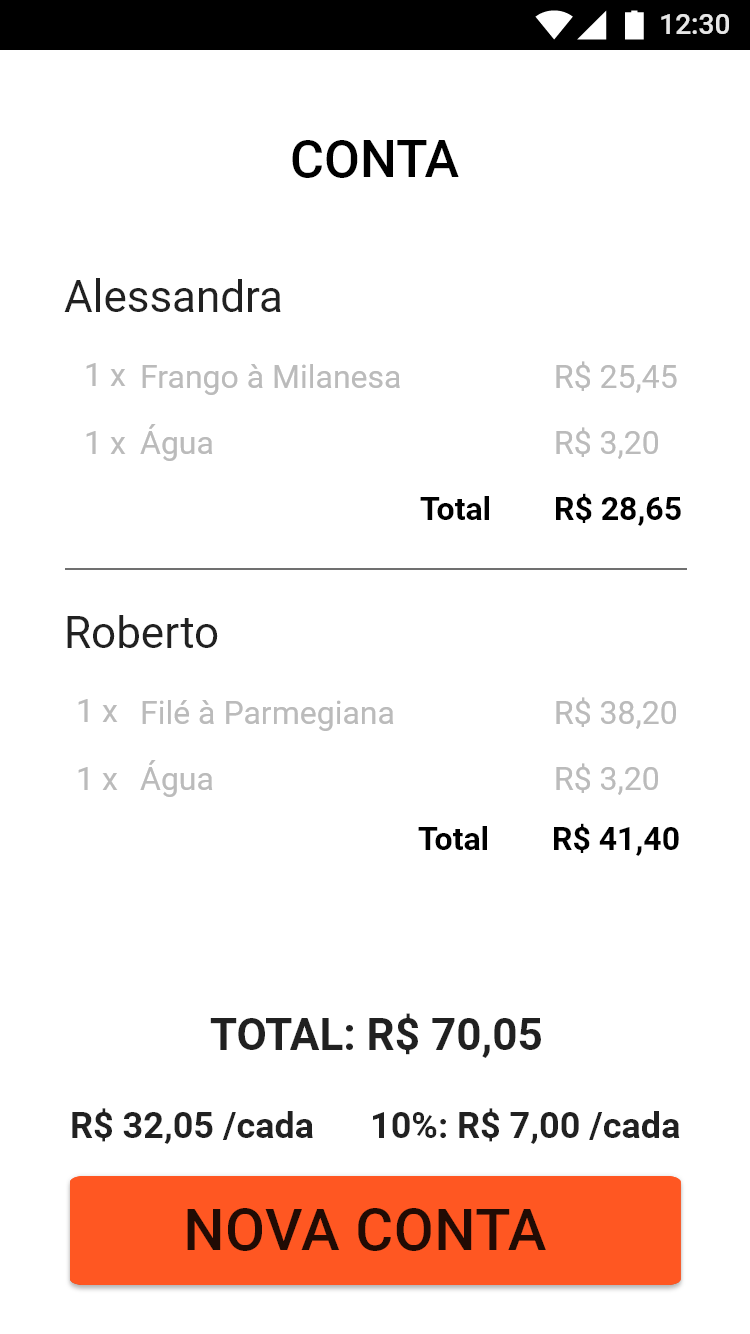 12:30
CONTA
Alessandra
1 x Frango à Milanesa R$ 25,45
1 x Água R$ 3,20
Total R$ 28,65
Roberto
1 x Filé à Parmegiana R$ 38,20
1 x Água R$ 3,20
Total R$ 41,40
TOTAL: R$ 70,05
R$ 32,05 /cada 10%: R$ 7,00 /cada
NOVA CONTA